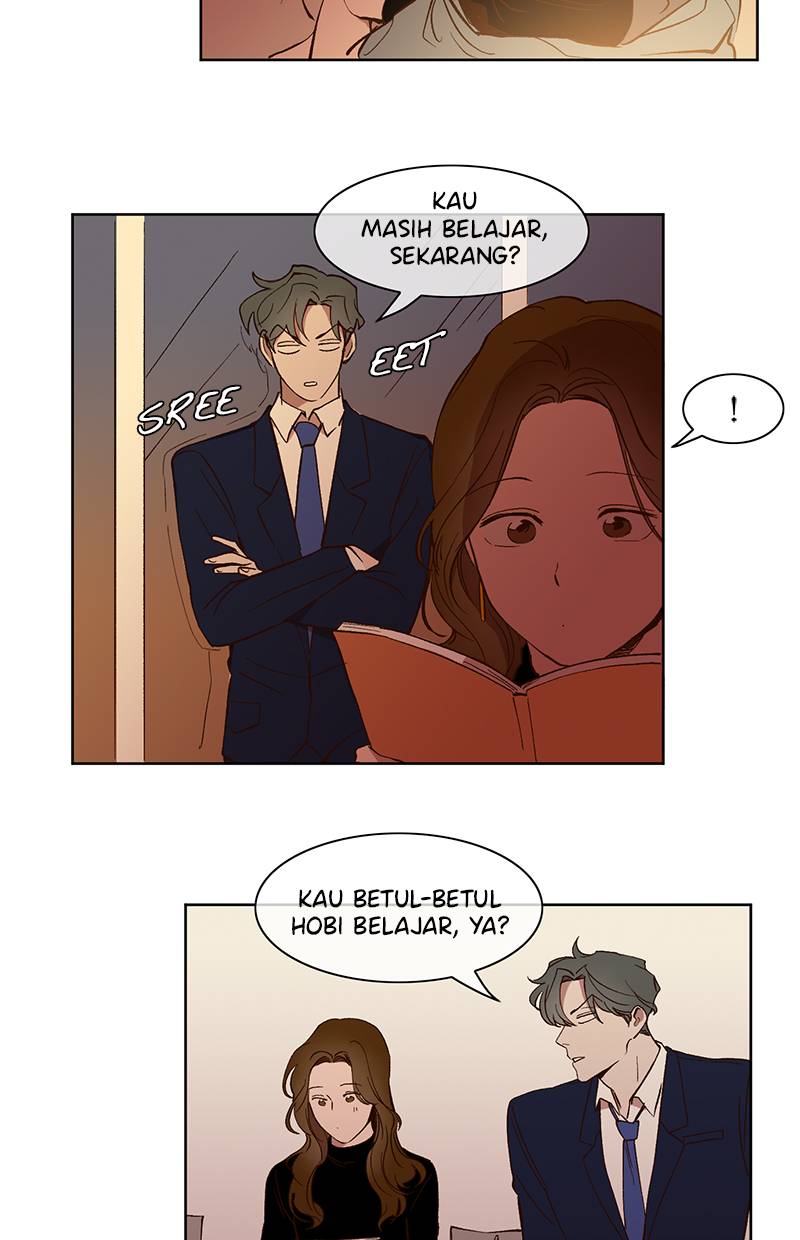 KAU
MASIH BELAJAR,
SEKARANG?
SREE
EET
!
KAU BETUL-BETUL
HOBI BELAJAR, YA?